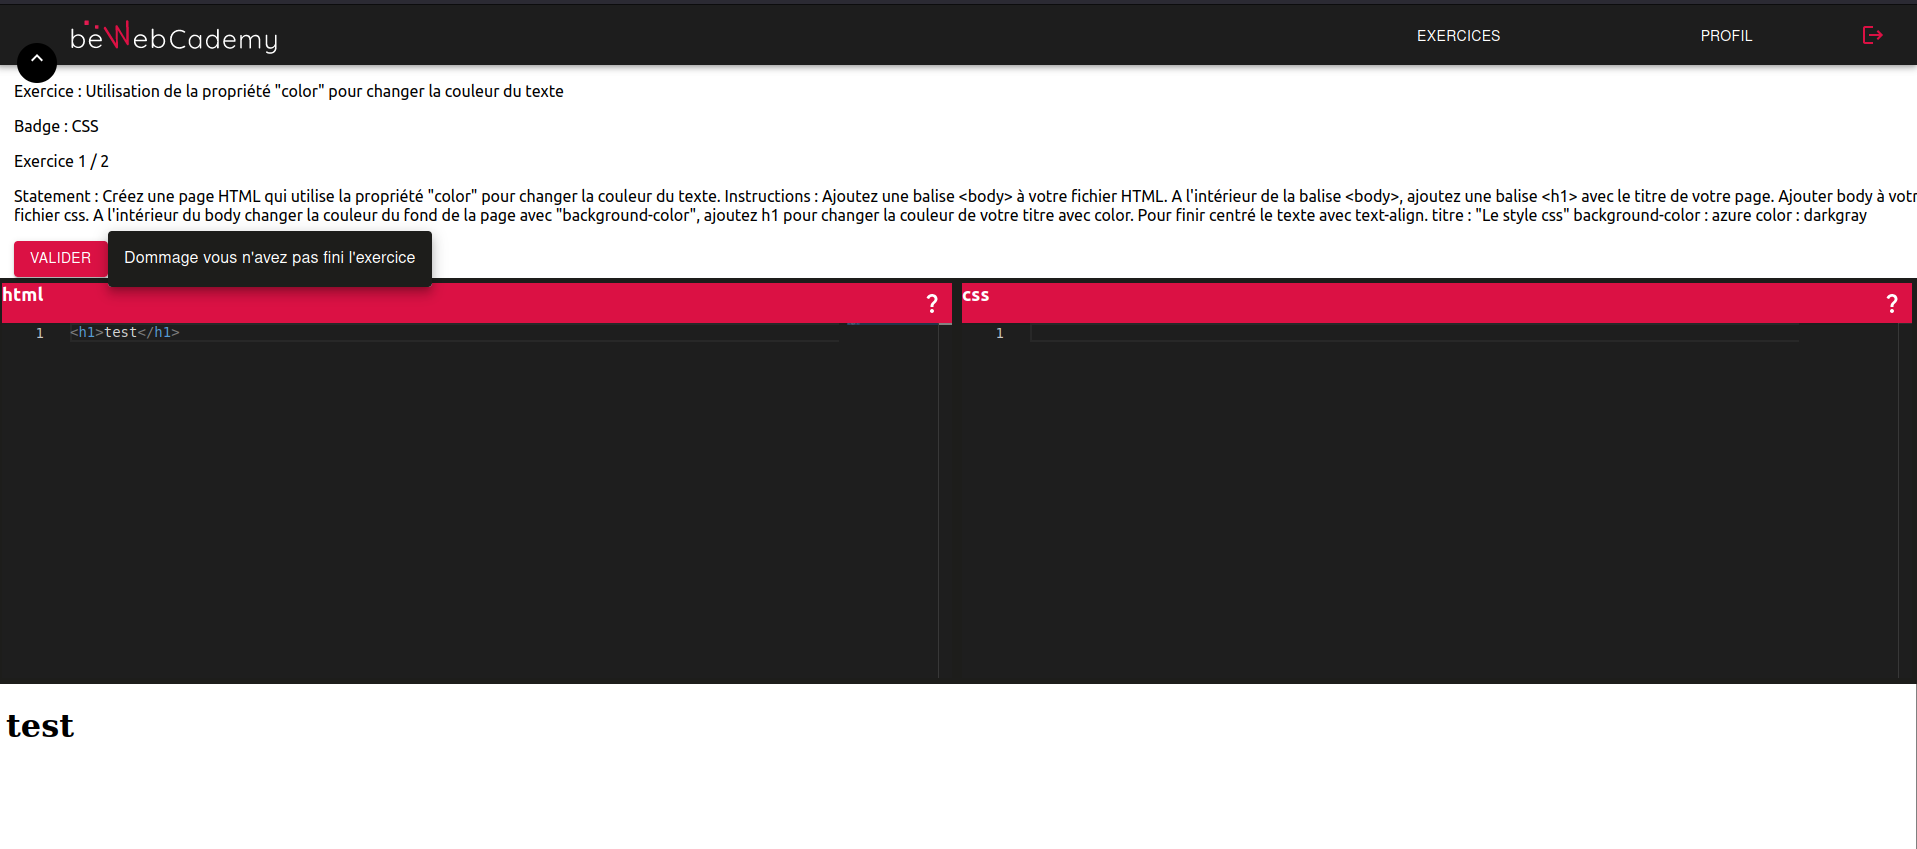 bëWebCademy
EXERCICES
PROFIL
Exercice : Utilisation de la propriété "color" pour changer la couleur du texte
Badge : CSS
Exercice 1 / 2
Statement : Créez une page HTML qui utilise la propriété "color" pour changer la couleur du texte. Instructions : Ajoutez une balise <body> à votre fichier HTML. A l'intérieur de la balise <body>, ajoutez une balise <h1> avec le titre de votre page. Ajouter body à votr
fichier css. A l'intérieur du body changer la couleur du fond de la page avec "background-color", ajoutez h1 pour changer la couleur de votre titre avec color. Pour finir centré le texte avec text-align. titre : "Le style css" background-color : azure color : darkgray
VALIDER
Dommage vous n'avez pas fini l'exercice
html
?
1
<h1>test</h1>
css
?
1
test